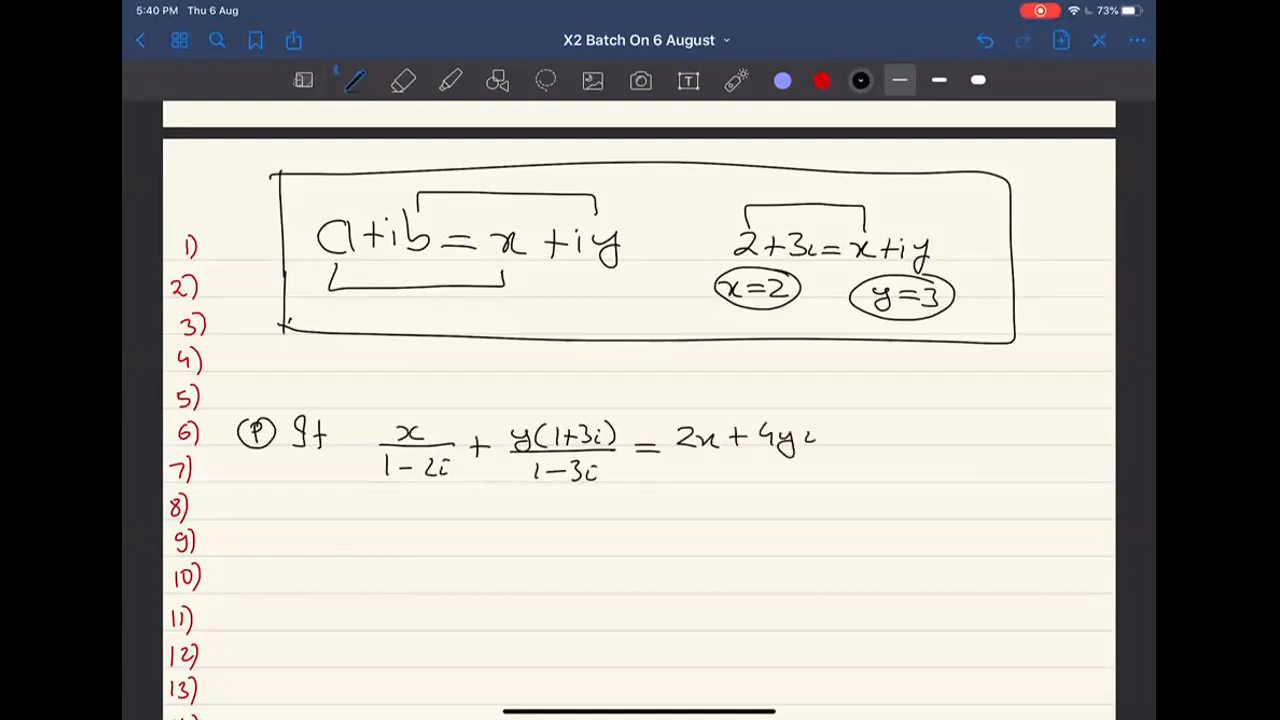 5:40 PM Thu 6 Aug
73%
X2 Batch On 6 August
T
a+ib = x+iy
2+3i = x+iy
x=2 y=3
1)
2)
3)
4)
5)
6)
7)
8)
9)
10)
11)
12)
13)
(P) If x/(1-2i) + y(1+3i)/(1-3i) = 2x + 4y